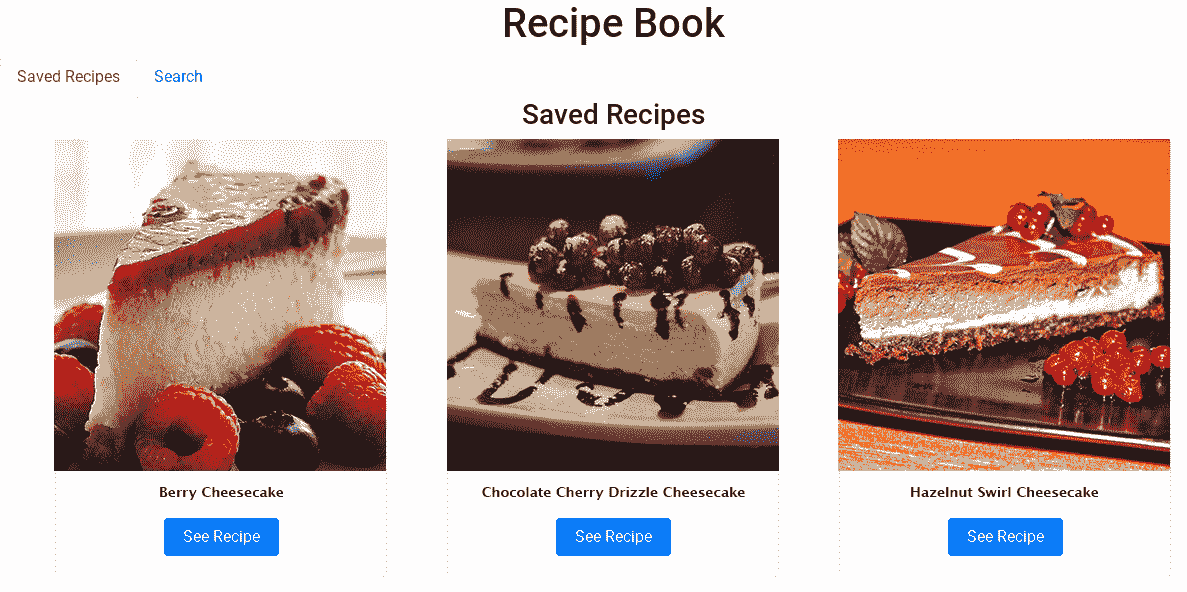 Recipe Book
Saved Recipes Search
Saved Recipes
Berry Cheesecake Chocolate Cherry Drizzle Cheesecake Hazelnut Swirl Cheesecake
See Recipe See Recipe See Recipe